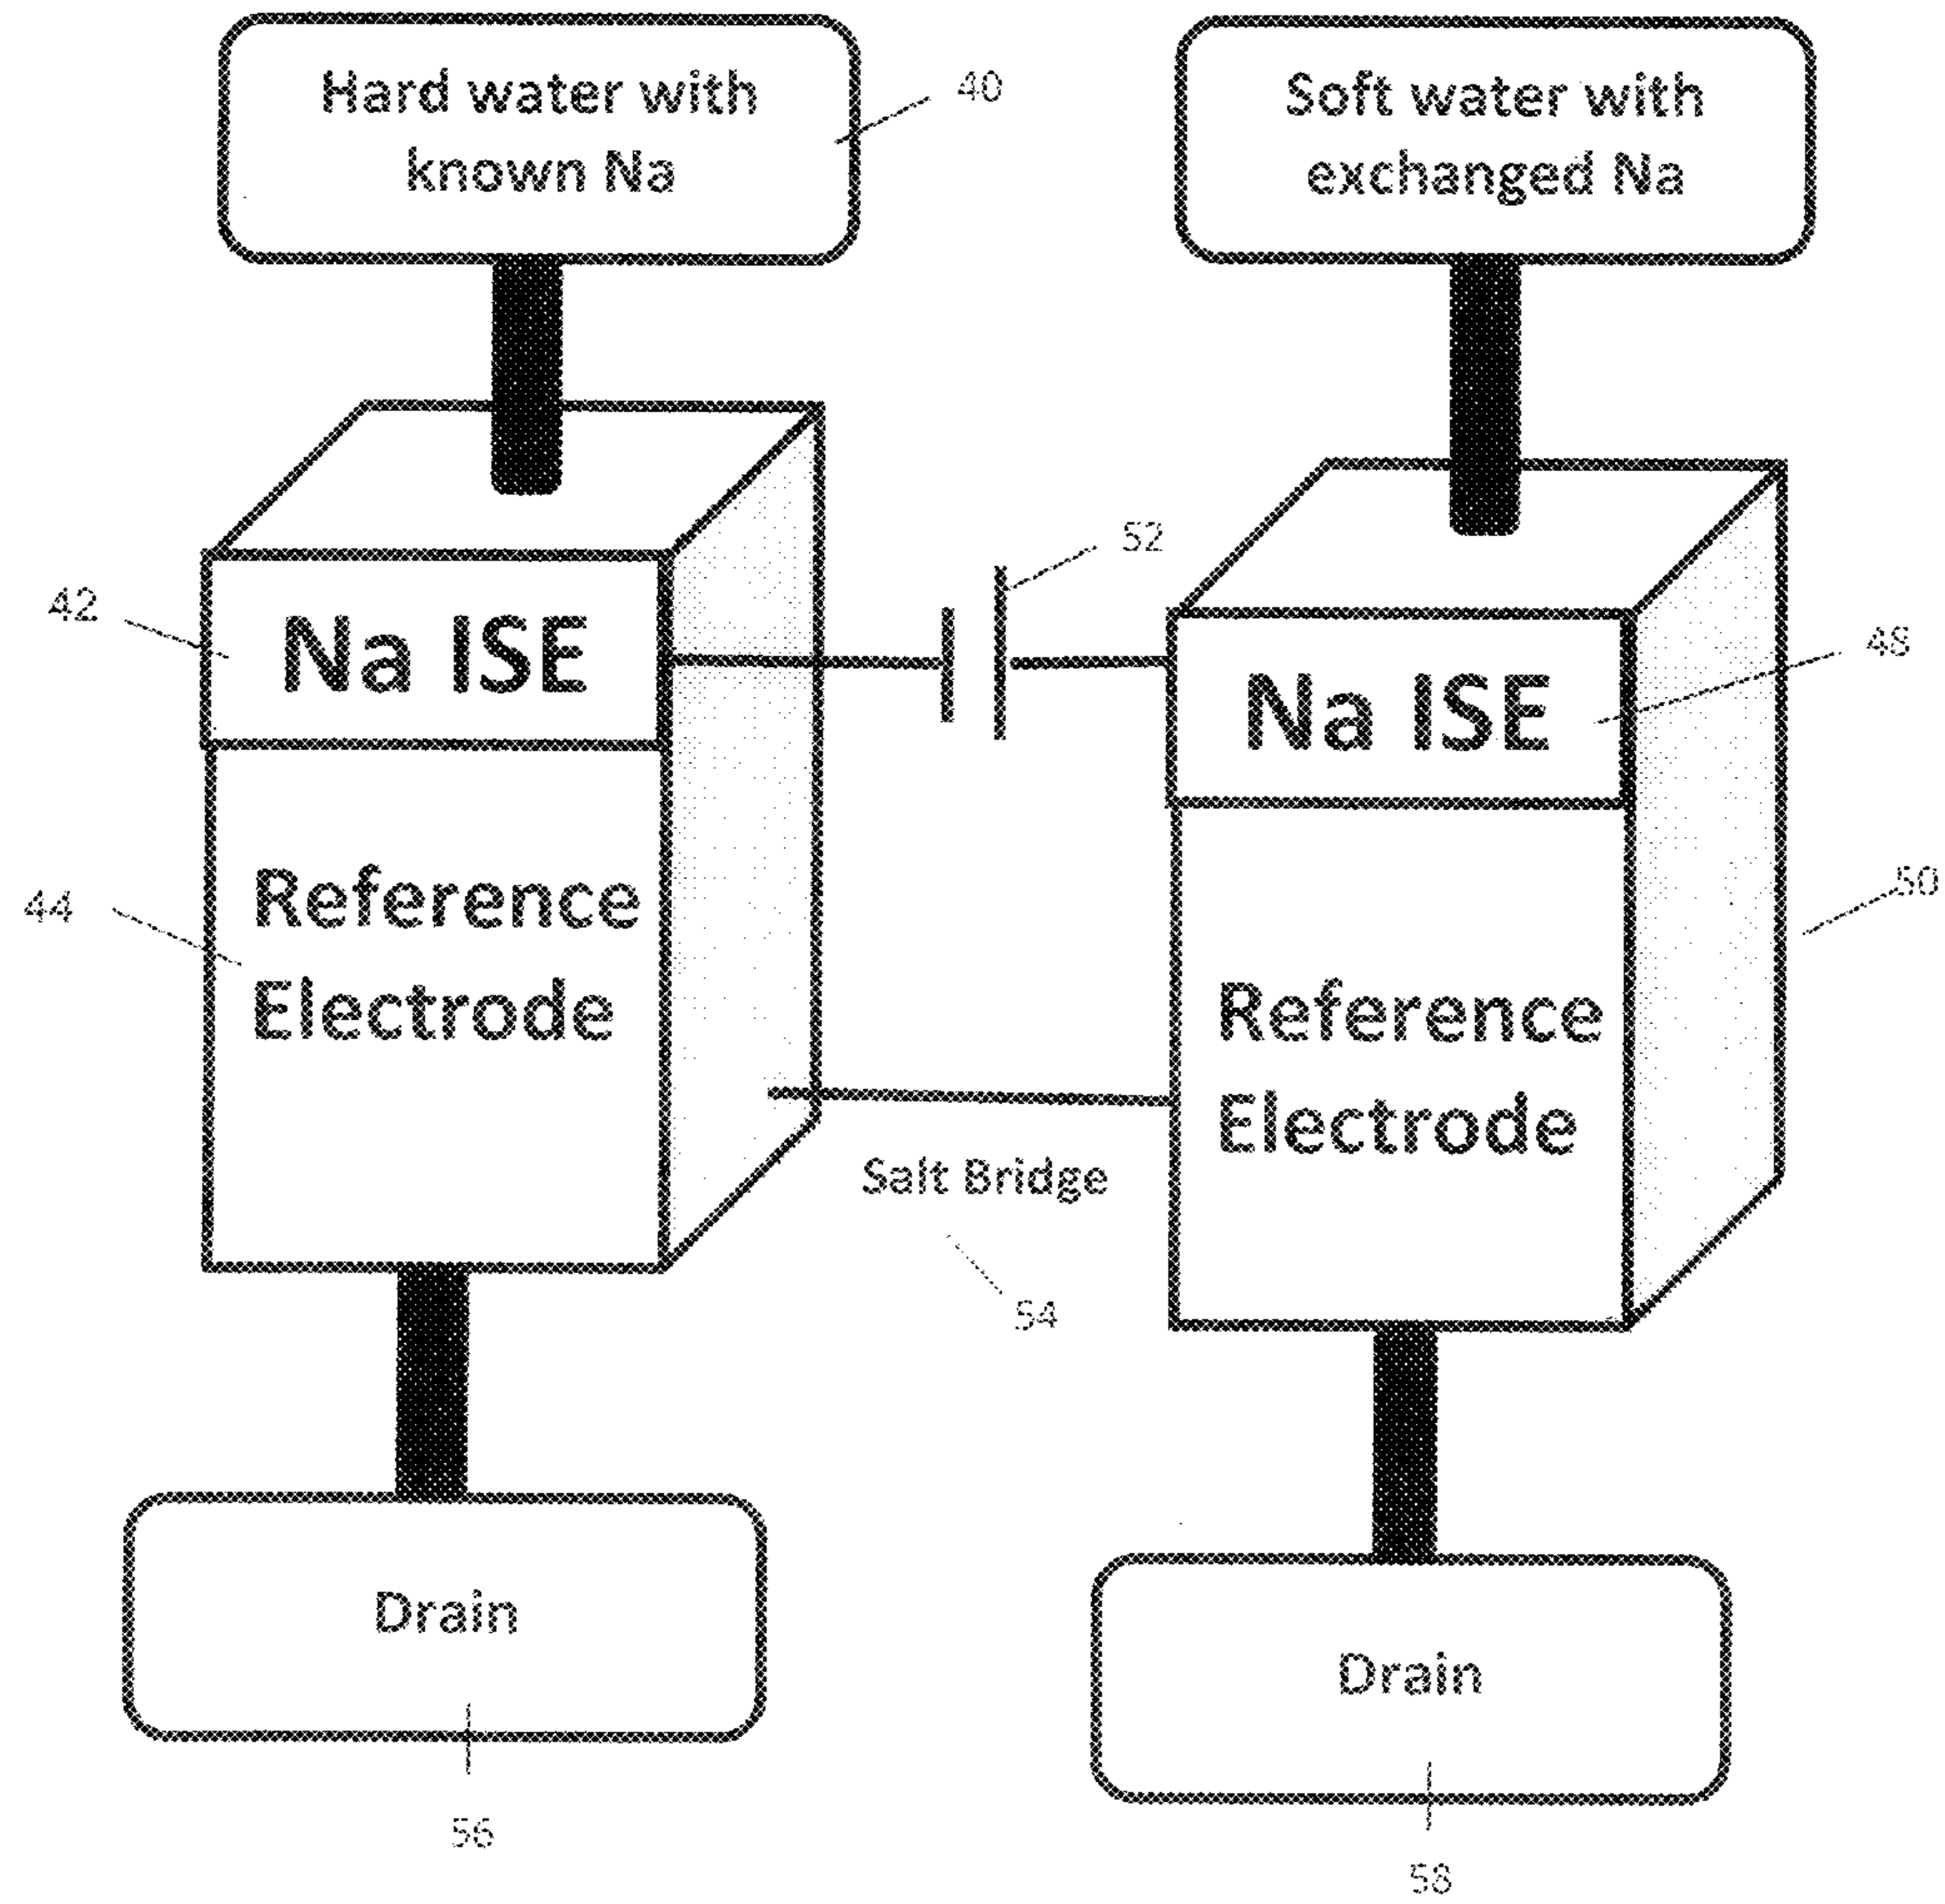 Hard water with
known Na
40
Soft water with
exchanged Na
42
Na ISE
52
Na ISE
48
44
Reference
Electrode
50
Reference
Electrode
Salt Bridge
54
Drain
56
Drain
58